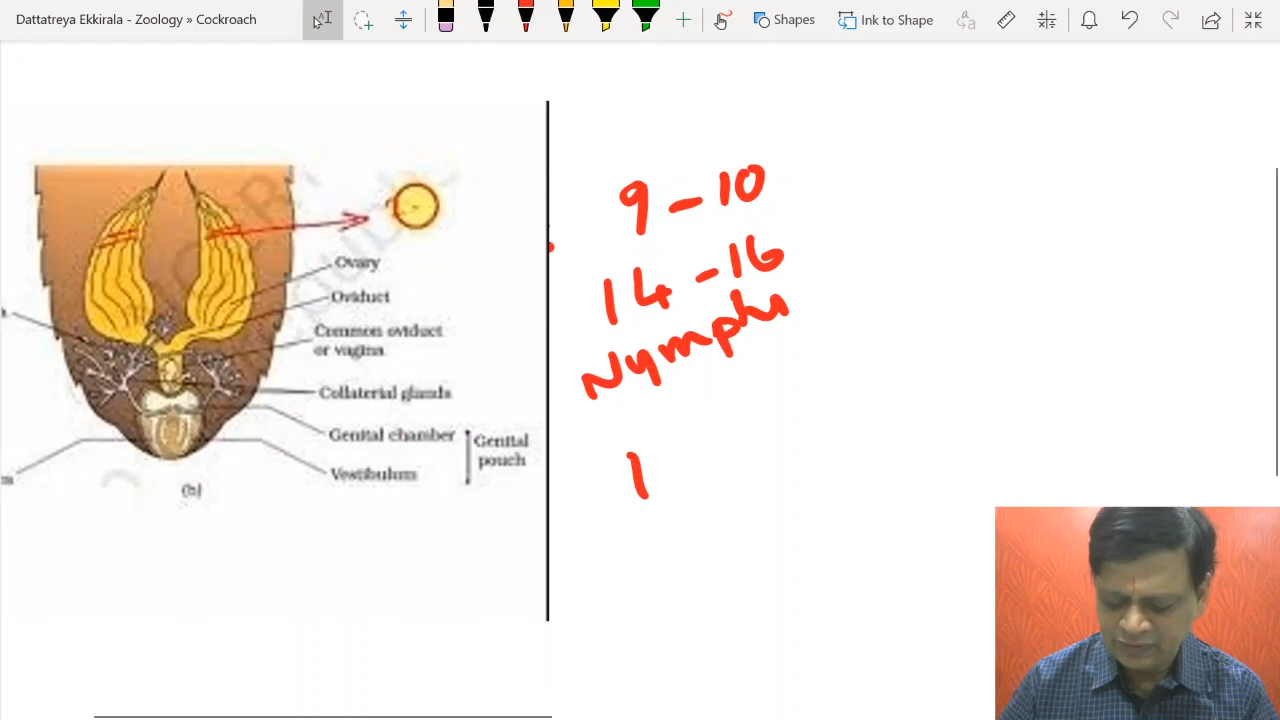 Dattatreya Ekkirala - Zoology » Cockroach
Shapes
Ink to Shape
9 - 10
14 - 16
Nymphs
1
Ovary
Oviduct
Common oviduct
or vagina
Collaterial glands
Genital chamber
Genital
pouch
Vestibulum
(b)